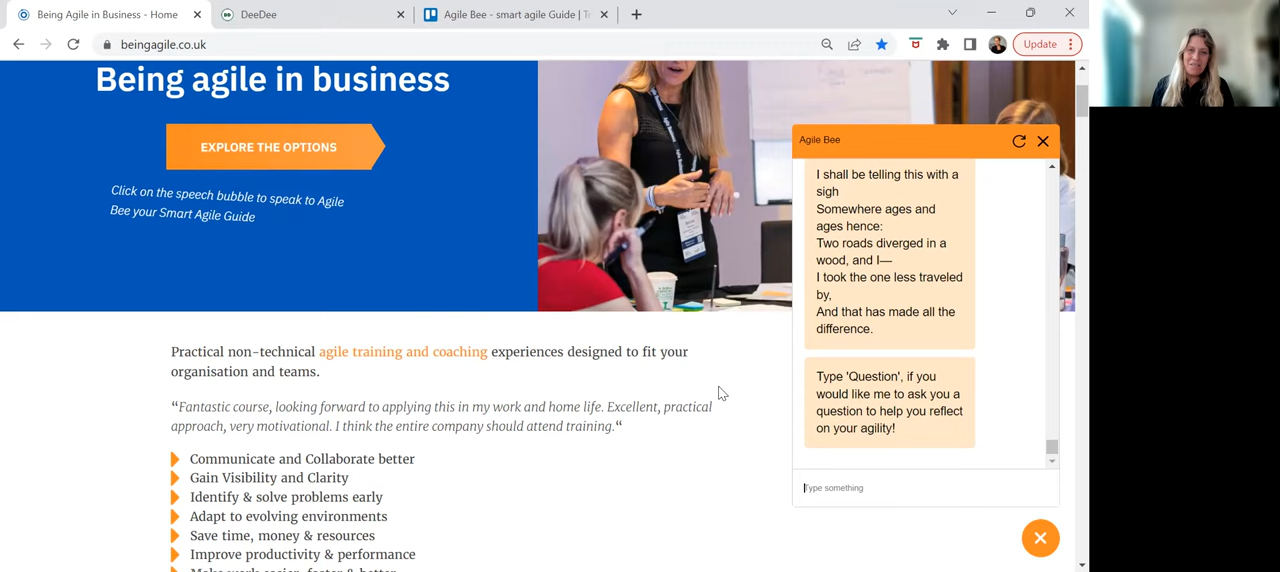 Being Agile in Business - Home
DeeDee
Agile Bee - smart agile Guide | Tr
beingagile.co.uk
Update
Being agile in business
EXPLORE THE OPTIONS
Click on the speech bubble to speak to Agile
Bee your Smart Agile Guide
Practical non-technical agile training and coaching experiences designed to fit your
organisation and teams.
“Fantastic course, looking forward to applying this in my work and home life. Excellent, practical
approach, very motivational. I think the entire company should attend training.“
Communicate and Collaborate better
Gain Visibility and Clarity
Identify & solve problems early
Adapt to evolving environments
Save time, money & resources
Improve productivity & performance
Make work easier, faster & better
Agile Bee
I shall be telling this with a
sigh
Somewhere ages and
ages hence:
Two roads diverged in a
wood, and I—
I took the one less traveled
by,
And that has made all the
difference.
Type 'Question', if you
would like me to ask you a
question to help you reflect
on your agility!
Type something